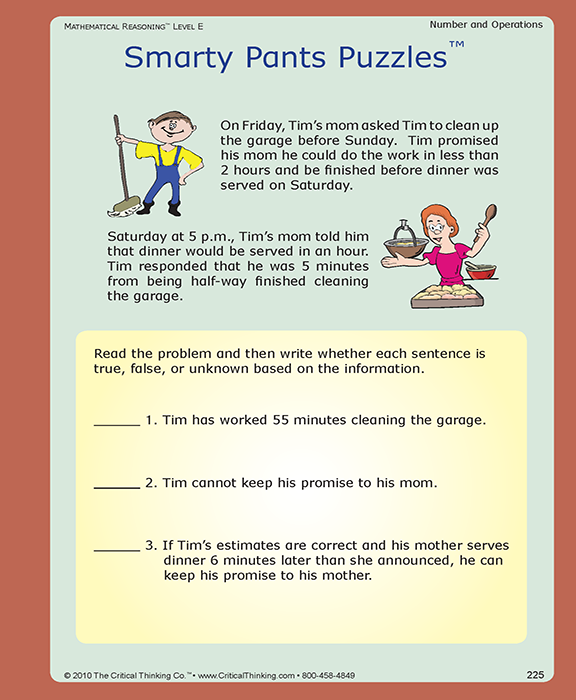 Mathematical Reasoning™ Level E
Number and Operations
Smarty Pants Puzzles™
On Friday, Tim's mom asked Tim to clean up
the garage before Sunday. Tim promised
his mom he could do the work in less than
2 hours and be finished before dinner was
served on Saturday.
Saturday at 5 p.m., Tim's mom told him
that dinner would be served in an hour.
Tim responded that he was 5 minutes
from being half-way finished cleaning
the garage.
Read the problem and then write whether each sentence is
true, false, or unknown based on the information.
______ 1. Tim has worked 55 minutes cleaning the garage.
______ 2. Tim cannot keep his promise to his mom.
______ 3. If Tim's estimates are correct and his mother serves
dinner 6 minutes later than she announced, he can
keep his promise to his mother.
© 2010 The Critical Thinking Co.™ • www.CriticalThinking.com • 800-458-4849
225